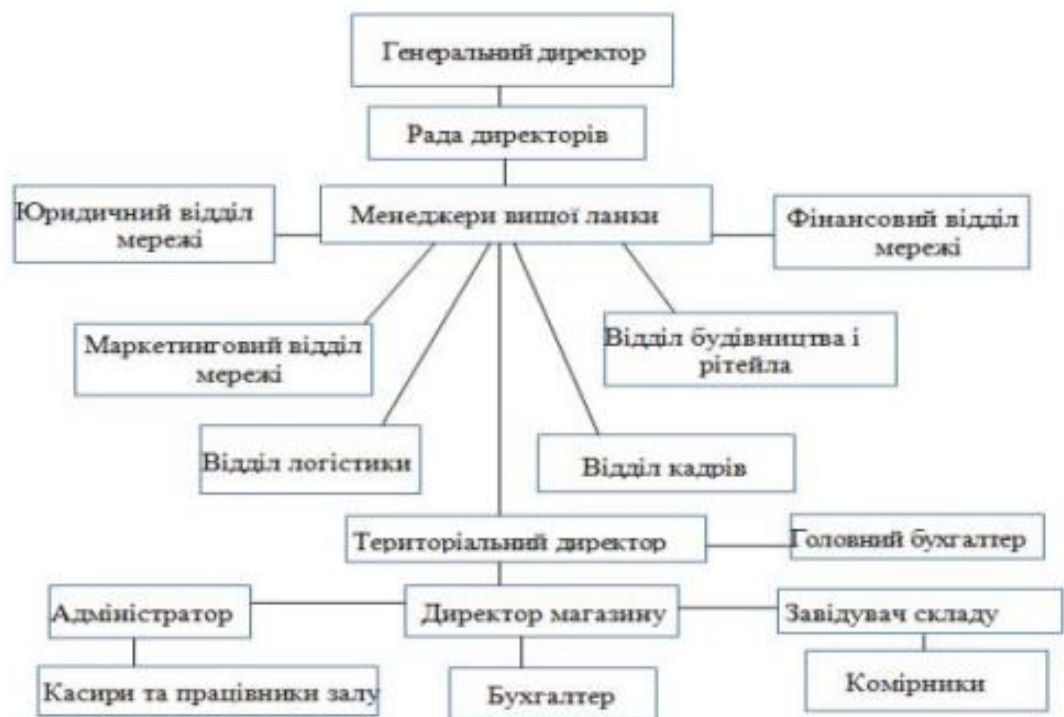 Генеральний директор
Рада директорів
Менеджери вищої ланки
Юридичний відділ
мережі
Фінансовий відділ
мережі
Маркетинговий відділ
мережі
Відділ будівництва і
рітейла
Відділ логістики
Відділ кадрів
Територіальний директор
Головний бухгалтер
Адміністратор
Директор магазину
Завідувач складу
Касири та працівники залу
Бухгалтер
Комірники